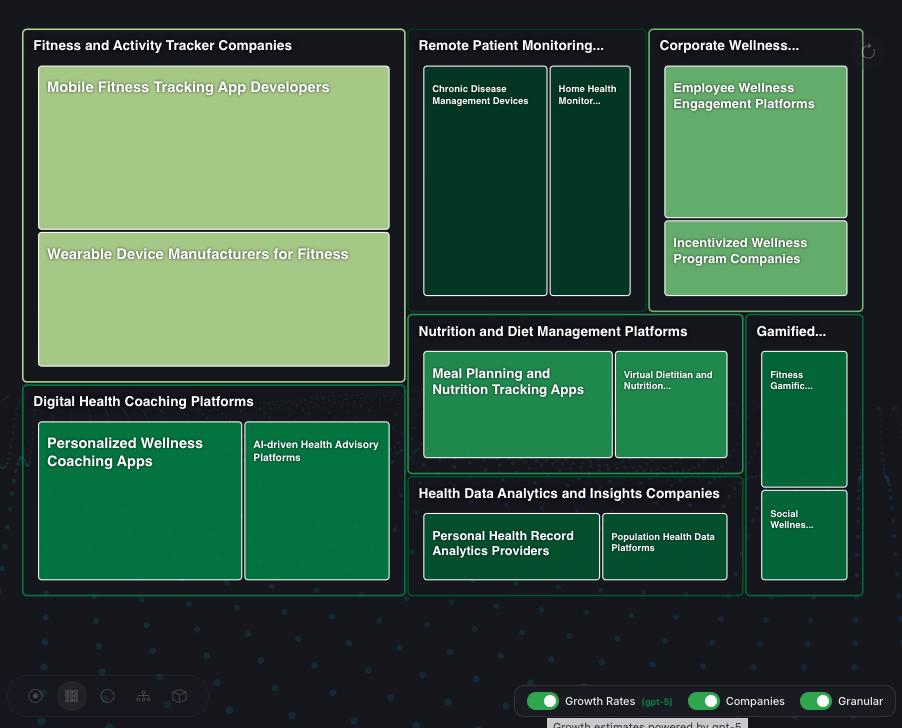 Fitness and Activity Tracker Companies
Mobile Fitness Tracking App Developers
Wearable Device Manufacturers for Fitness
Digital Health Coaching Platforms
Personalized Wellness
Coaching Apps
AI-driven Health Advisory
Platforms
Remote Patient Monitoring...
Chronic Disease
Management Devices
Home Health
Monitor...
Corporate Wellness...
Employee Wellness
Engagement Platforms
Incentivized Wellness
Program Companies
Nutrition and Diet Management Platforms
Meal Planning and
Nutrition Tracking Apps
Virtual Dietitian and
Nutrition...
Health Data Analytics and Insights Companies
Personal Health Record
Analytics Providers
Population Health Data
Platforms
Gamified...
Fitness
Gamific...
Social
Wellnes...
Growth Rates (gpt-5)
Companies
Granular
Growth estimates powered by gpt-5